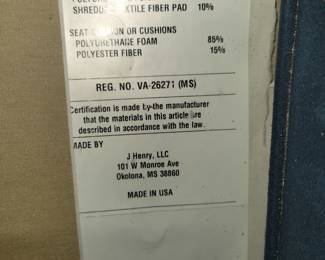 SHREDDED TEXTILE FIBER PAD 10%
SEAT CUSHION OR CUSHIONS
POLYURETHANE FOAM 85%
POLYESTER FIBER 15%
REG. NO. VA-26271 (MS)
Certification is made by the manufacturer
that the materials in this article are
described in accordance with the law.
MADE BY
J Henry, LLC
101 W Monroe Ave
Okolona, MS 38860
MADE IN USA